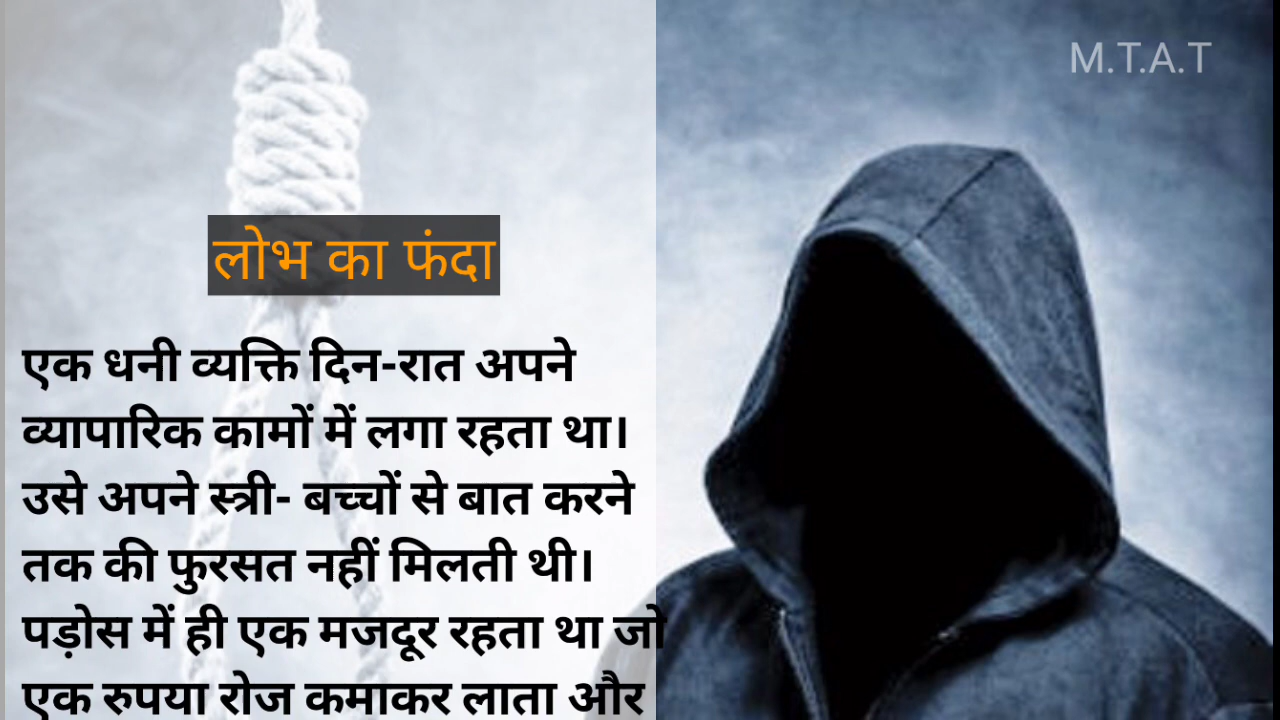 M.T.A.T
लोभ का फंदा
एक धनी व्यक्ति दिन-रात अपने
व्यापारिक कामों में लगा रहता था।
उसे अपने स्त्री- बच्चों से बात करने
तक की फुरसत नहीं मिलती थी।
पड़ोस में ही एक मजदूर रहता था जो
एक रुपया रोज कमाकर लाता और